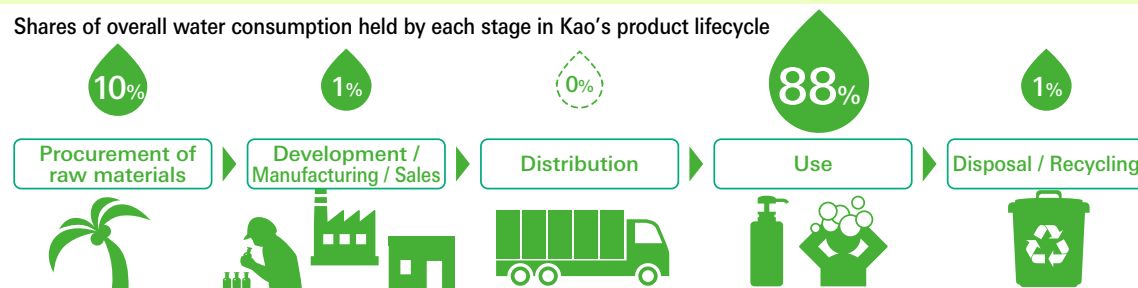 Shares of overall water consumption held by each stage in Kao's product lifecycle
10%
1%
0%
88%
1%
Procurement of
raw materials
Development /
Manufacturing / Sales
Distribution
Use
Disposal / Recycling